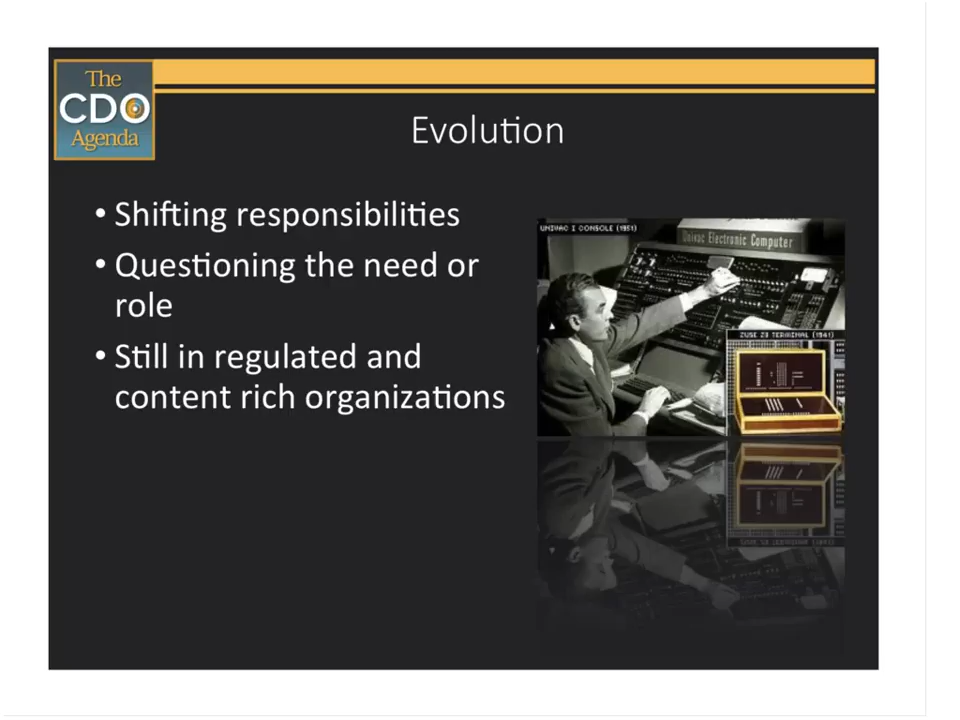 The
CDO
Agenda
Evolution
• Shifting responsibilities
• Questioning the need or
role
• Still in regulated and
content rich organizations
UNIVAC I CONSOLE (1951)
Univac Electronic Computer
ZUSE Z3 TERMINAL (1941)